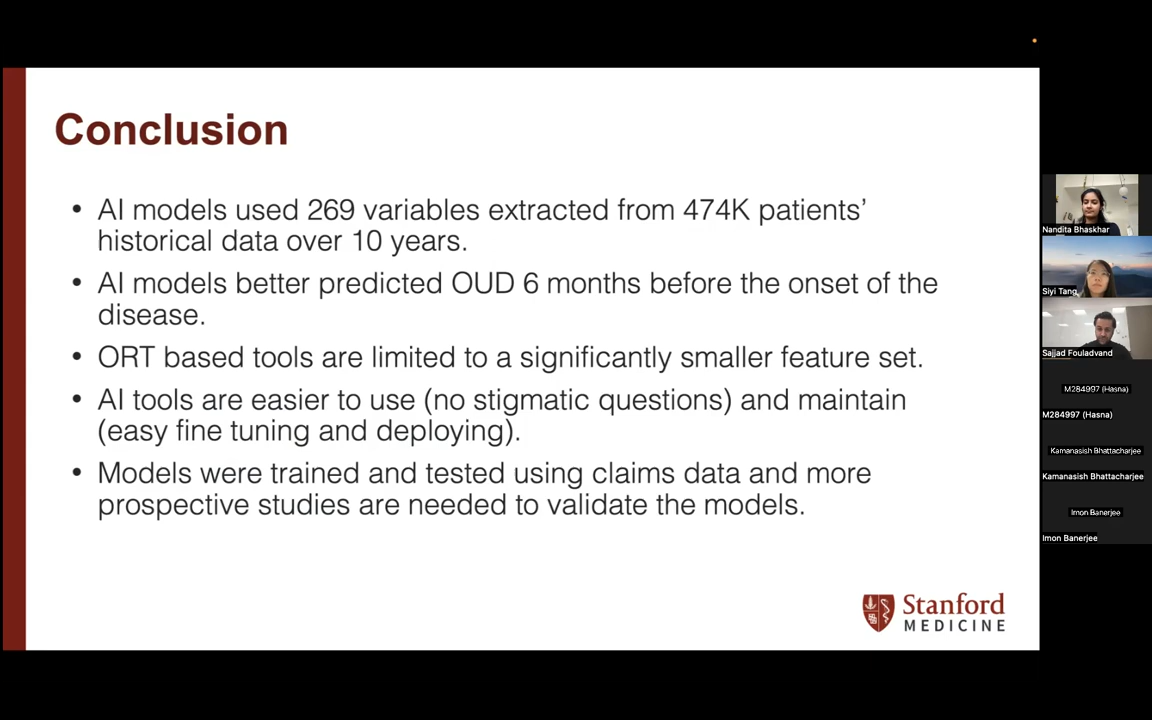 Conclusion
• AI models used 269 variables extracted from 474K patients’
historical data over 10 years.
• AI models better predicted OUD 6 months before the onset of the
disease.
• ORT based tools are limited to a significantly smaller feature set.
• AI tools are easier to use (no stigmatic questions) and maintain
(easy fine tuning and deploying).
• Models were trained and tested using claims data and more
prospective studies are needed to validate the models.
Stanford
MEDICINE
Nandita Bhaskhar
Siyi Tang
Sajjad Fouladvand
M284997 (Hasna)
M284997 (Hasna)
Kamanasish Bhattacharjee
Kamanasish Bhattacharjee
Imon Banerjee
Imon Banerjee